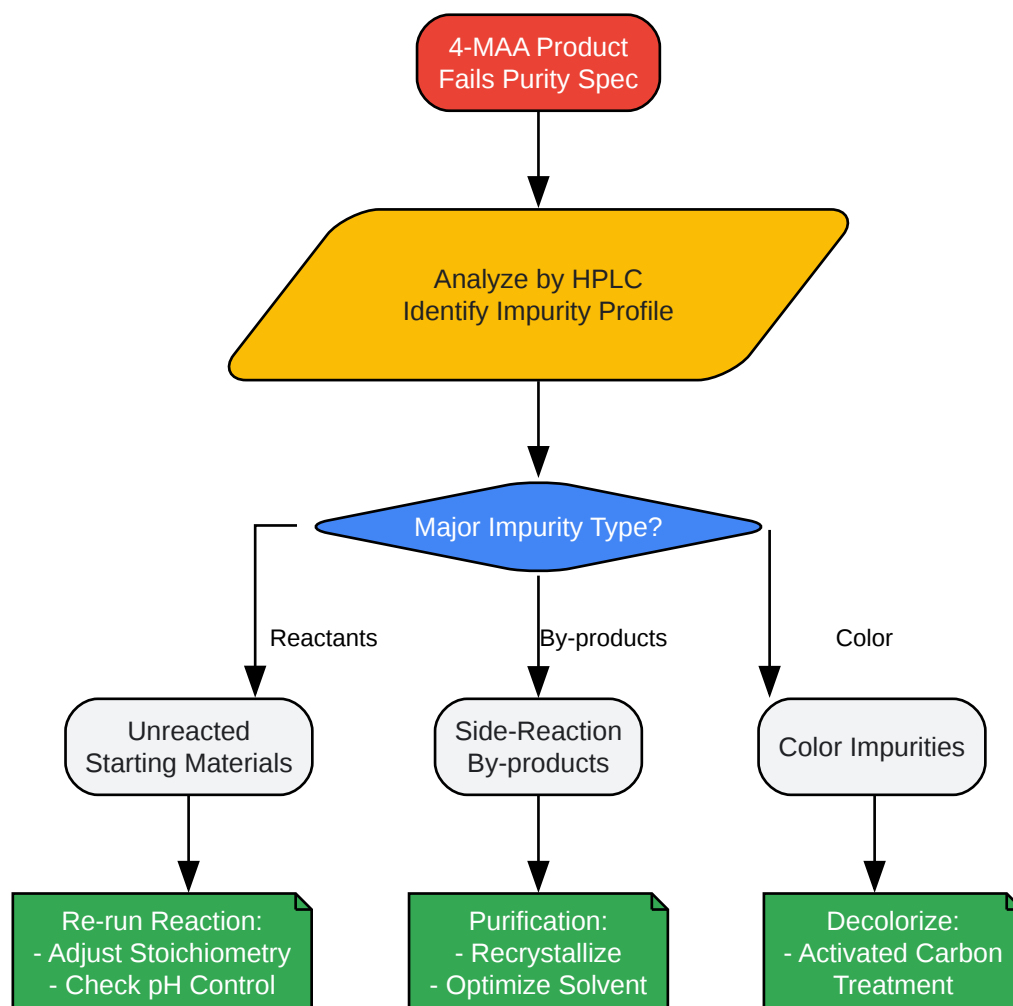 4-MAA Product
Fails Purity Spec
Analyze by HPLC
Identify Impurity Profile
Major Impurity Type?
Reactants
By-products
Color
Unreacted
Starting Materials
Side-Reaction
By-products
Color Impurities
Re-run Reaction:
- Adjust Stoichiometry
- Check pH Control
Purification:
- Recrystallize
- Optimize Solvent
Decolorize:
- Activated Carbon
Treatment